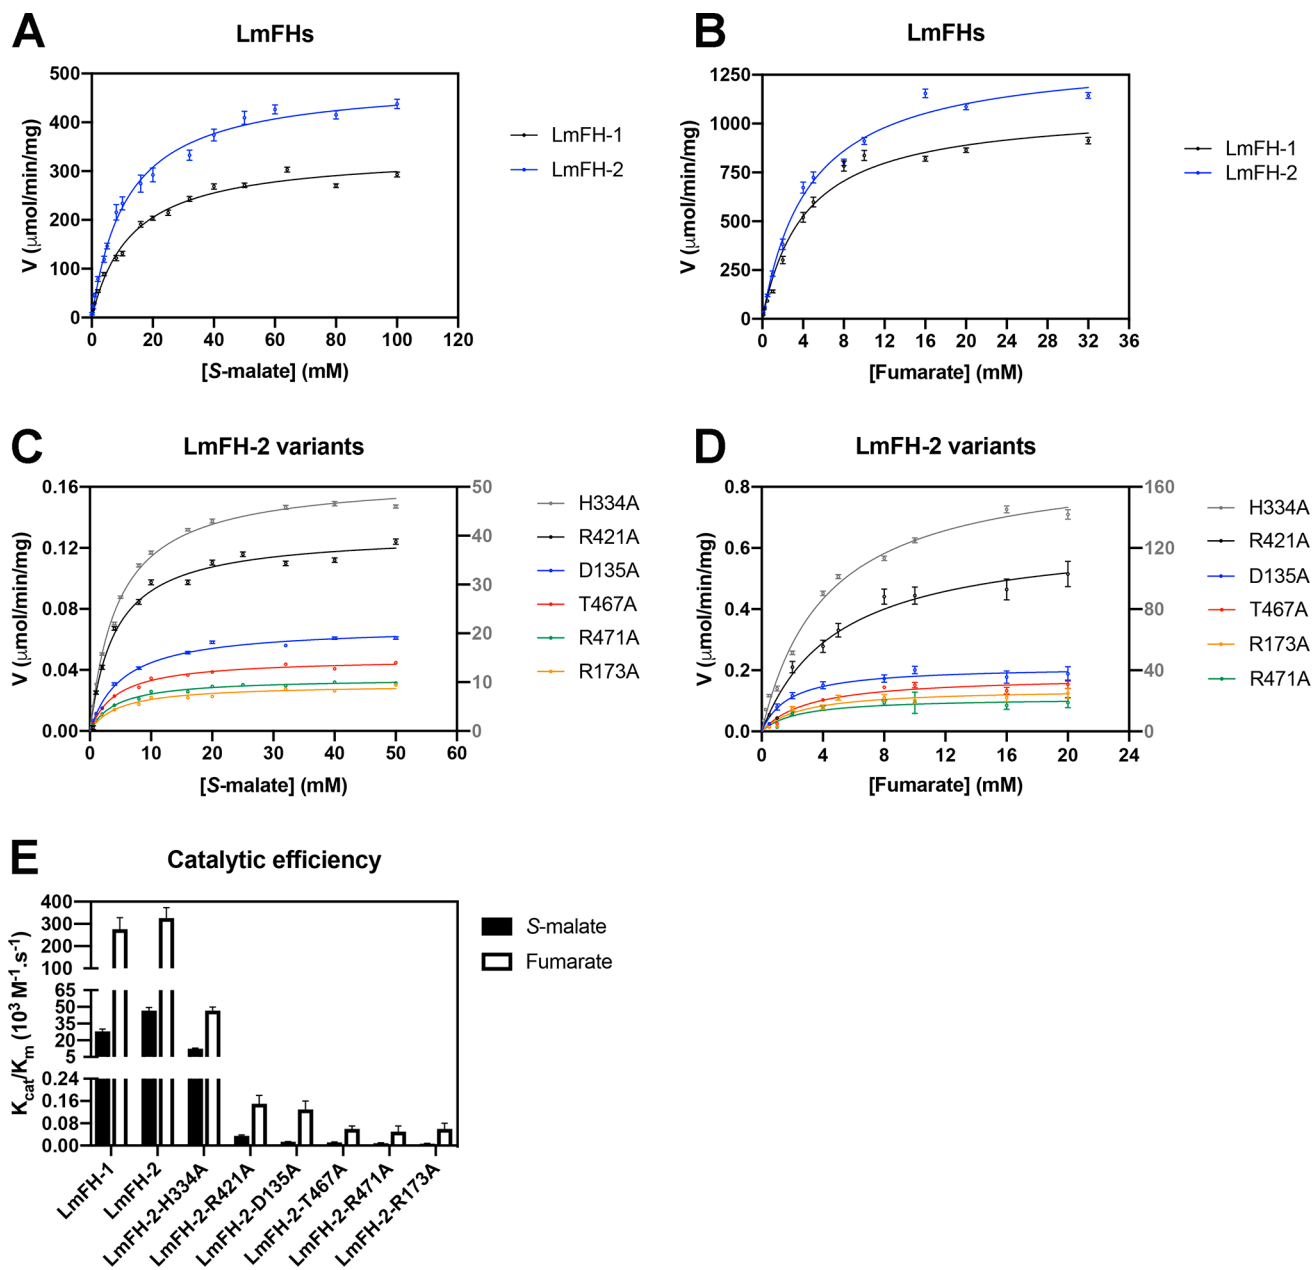 A
LmFHs
V (μmol/min/mg)
500
400
300
200
100
0
0 20 40 60 80 100 120
[S-malate] (mM)
LmFH-1
LmFH-2
B
LmFHs
V (μmol/min/mg)
1250
1000
750
500
250
0
0 4 8 12 16 20 24 28 32 36
[Fumarate] (mM)
LmFH-1
LmFH-2
C
LmFH-2 variants
V (μmol/min/mg)
0.16
0.12
0.08
0.04
0.00
50
40
30
20
10
0
0 10 20 30 40 50 60
[S-malate] (mM)
H334A
R421A
D135A
T467A
R471A
R173A
D
LmFH-2 variants
V (μmol/min/mg)
0.8
0.6
0.4
0.2
0.0
160
120
80
40
0
0 4 8 12 16 20 24
[Fumarate] (mM)
H334A
R421A
D135A
T467A
R173A
R471A
E
Catalytic efficiency
Kcat/Km (10³ M⁻¹.s⁻¹)
400
300
200
100
65
50
35
20
5
0.24
0.16
0.08
0.00
LmFH-1
LmFH-2
LmFH-2-H334A
LmFH-2-R421A
LmFH-2-D135A
LmFH-2-T467A
LmFH-2-R471A
LmFH-2-R173A
S-malate
Fumarate